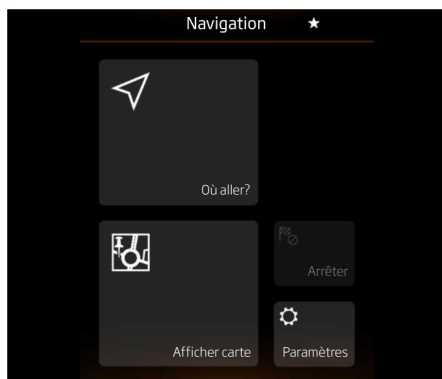 Navigation
Où aller?
Arrêter
Afficher carte
Paramètres